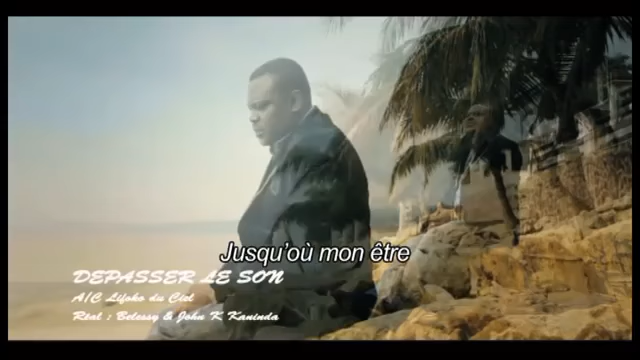 Jusqu'où mon être
DEPASSER LE SON
A/C Lifoko du Ciel
Réal : Belessy & John K Kaninda